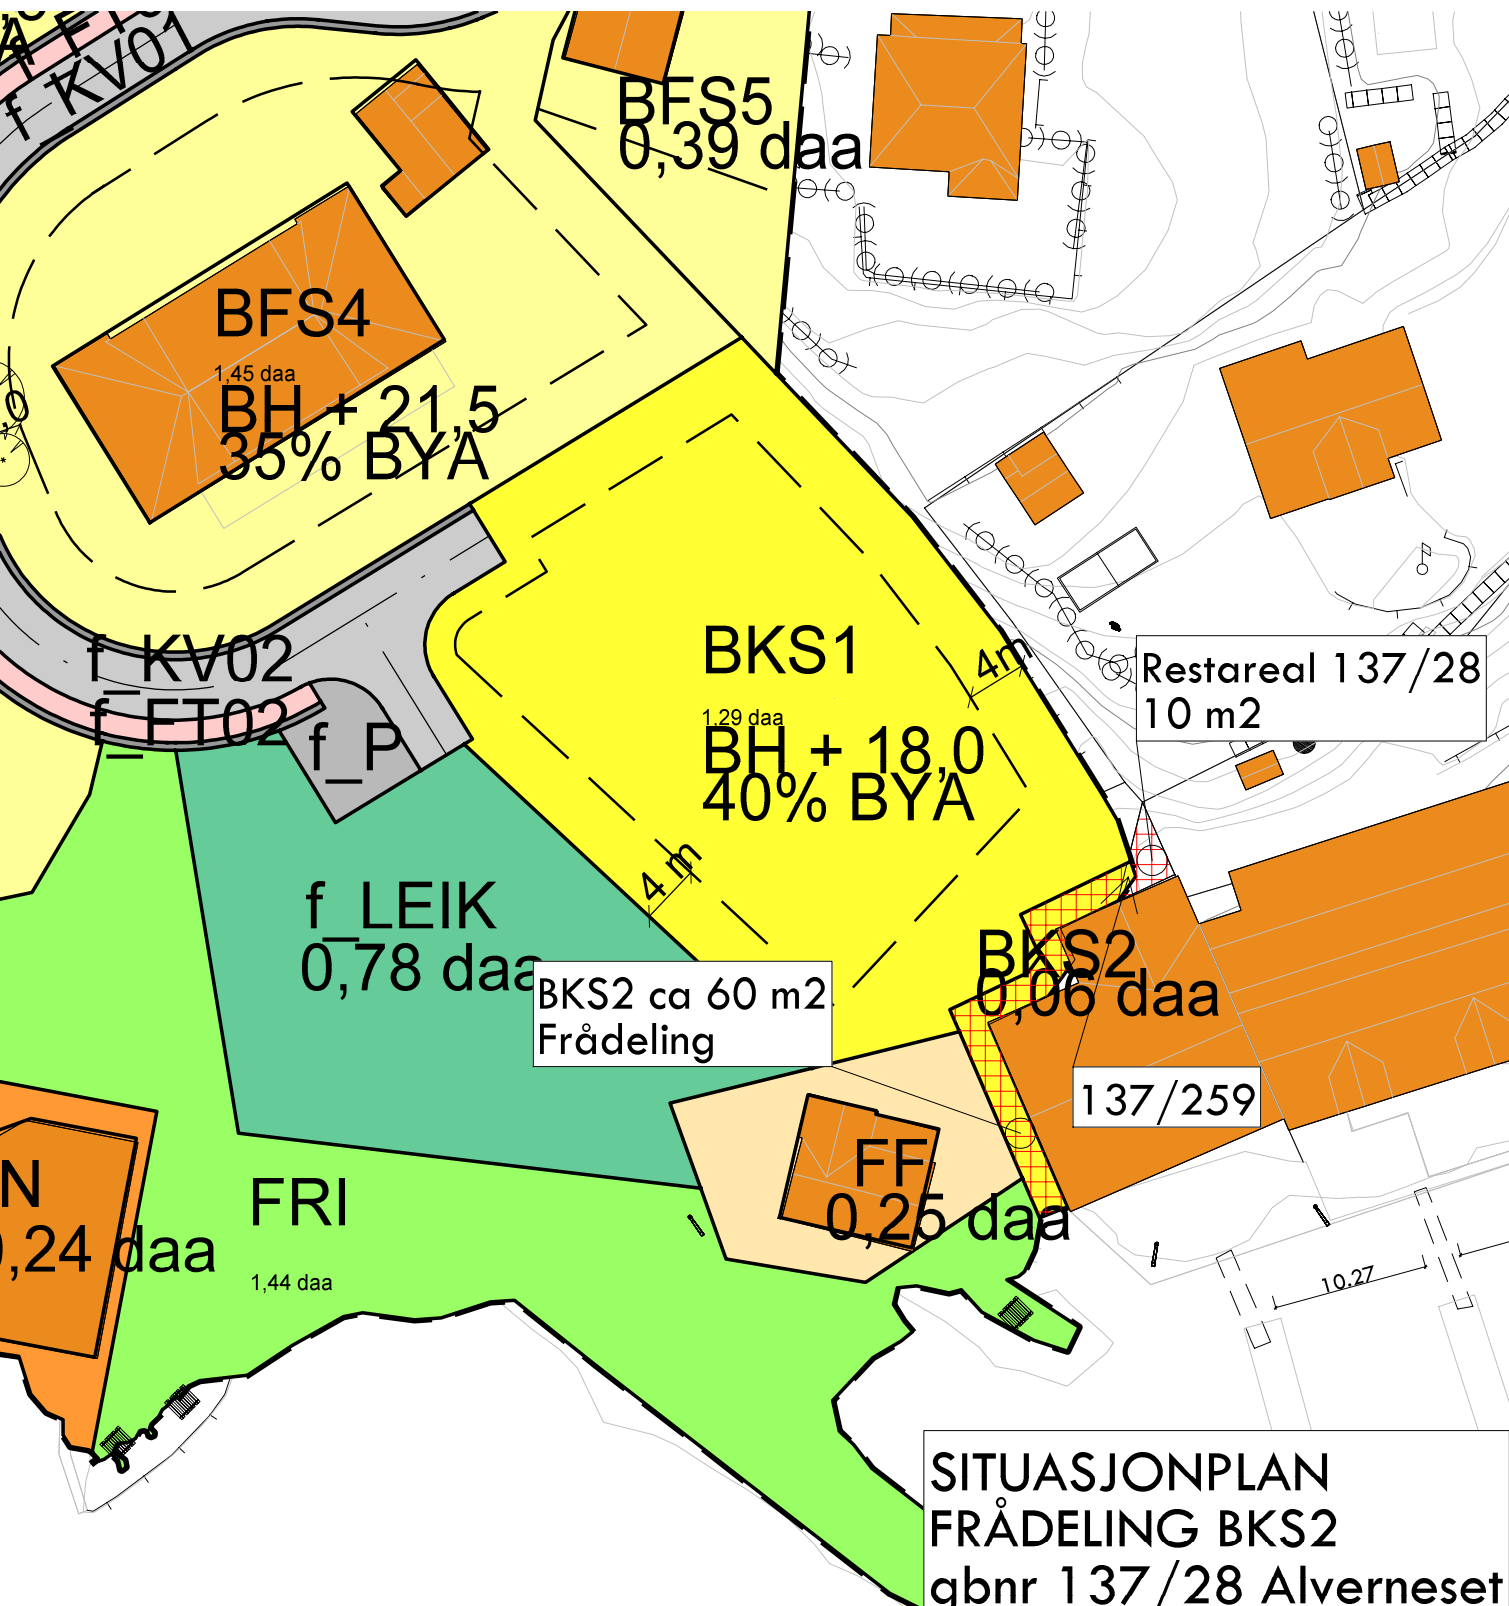 f_KV01
BFS5
0,39 daa
BFS4
1,45 daa
BH + 21,5
35% BYA
BKS1
1,29 daa
BH + 18,0
40% BYA
4m
Restareal 137/28
10 m2
f_KV02
f_FT02
f_P
4 m
f_LEIK
0,78 daa
BKS2
0,06 daa
BKS2 ca 60 m2
Frådeling
137/259
FF
0,25 daa
FRI
1,44 daa
N
0,24 daa
10.27
SITUASJONPLAN
FRÅDELING BKS2
gbnr 137/28 Alverneset